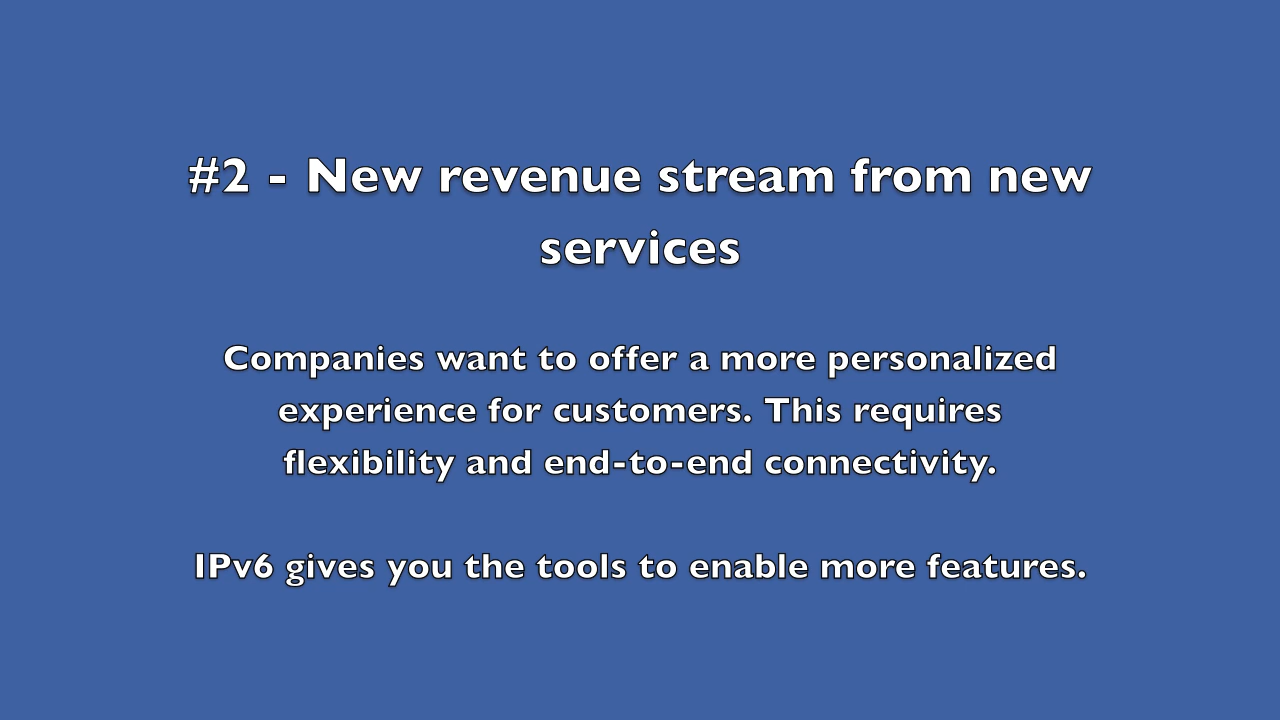 #2 - New revenue stream from new
services
Companies want to offer a more personalized
experience for customers. This requires
flexibility and end-to-end connectivity.
IPv6 gives you the tools to enable more features.